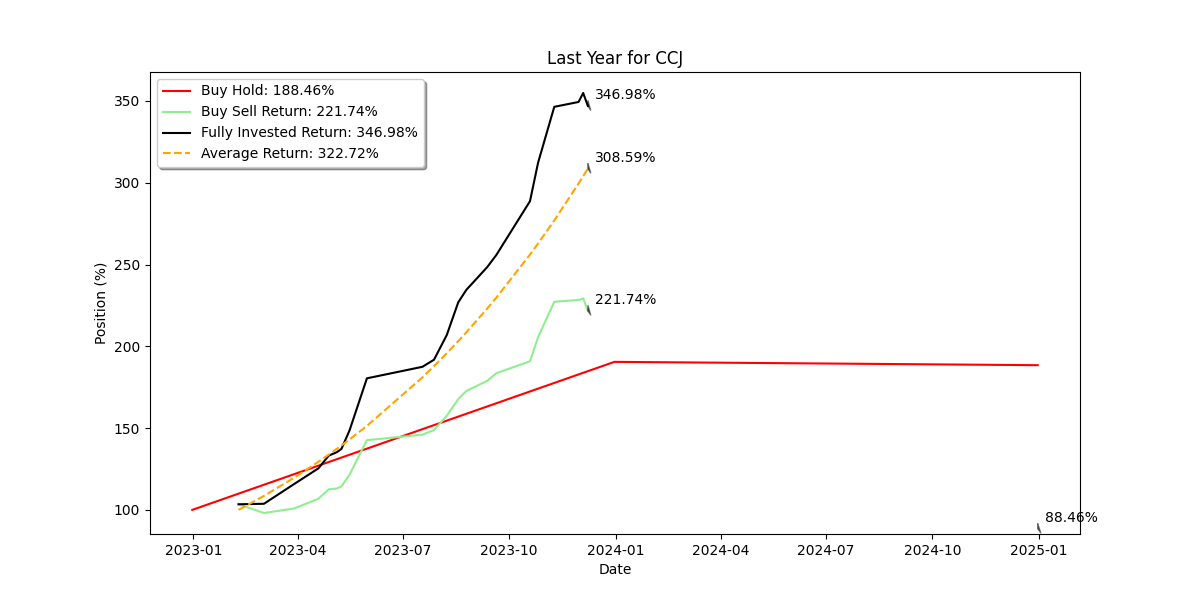 Last Year for CCJ
Buy Hold: 188.46%
Buy Sell Return: 221.74%
Fully Invested Return: 346.98%
Average Return: 322.72%
346.98%
308.59%
221.74%
88.46%
Position (%)
350
300
250
200
150
100
2023-01
2023-04
2023-07
2023-10
2024-01
2024-04
2024-07
2024-10
2025-01
Date